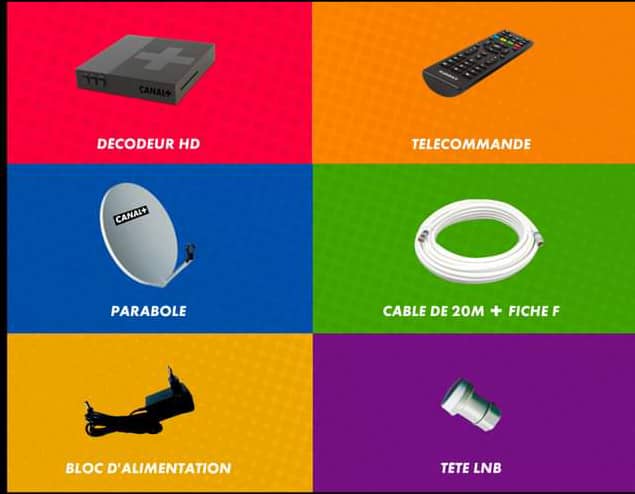 CANAL+
DECODEUR HD
TELECOMMANDE
CANAL+
PARABOLE
CABLE DE 20M + FICHE F
BLOC D'ALIMENTATION
TETE LNB